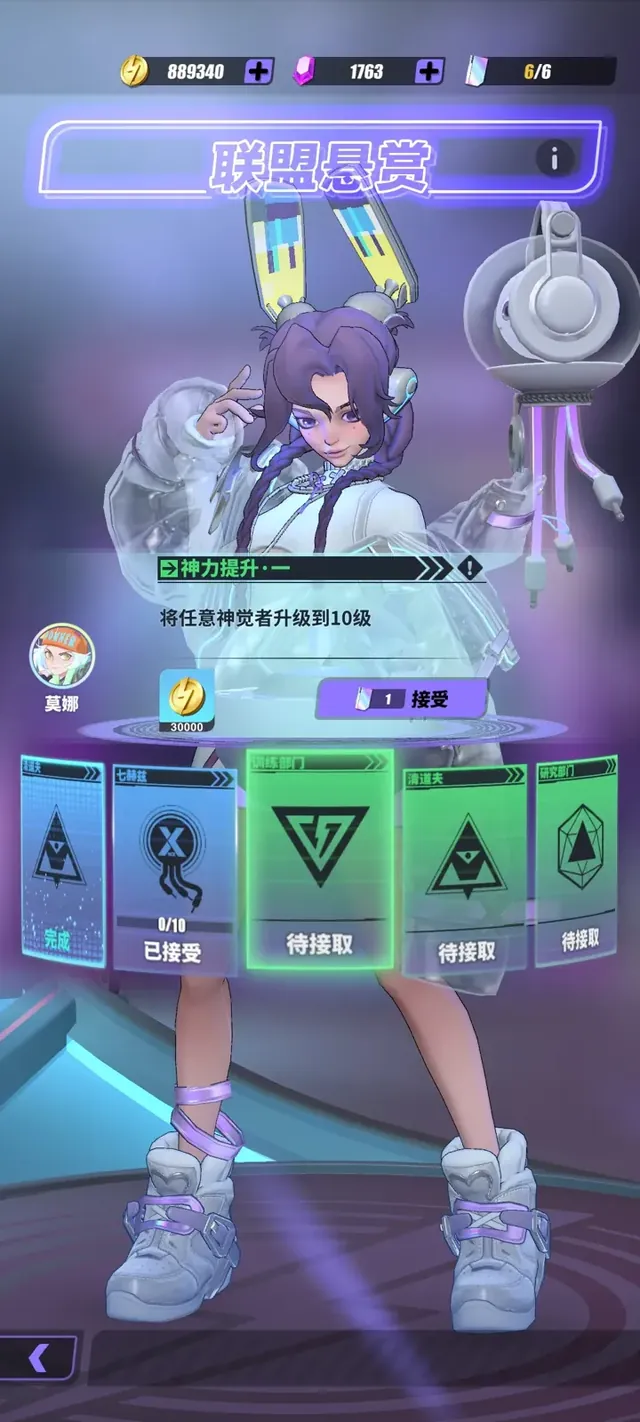 889340
1763
6/6
联盟悬赏
神力提升·一
将任意神觉者升级到10级
莫娜
30000
1 接受
七赫兹
训练部门
清道夫
研究部门
0/10
完成
已接受
待接取
待接取
待接取